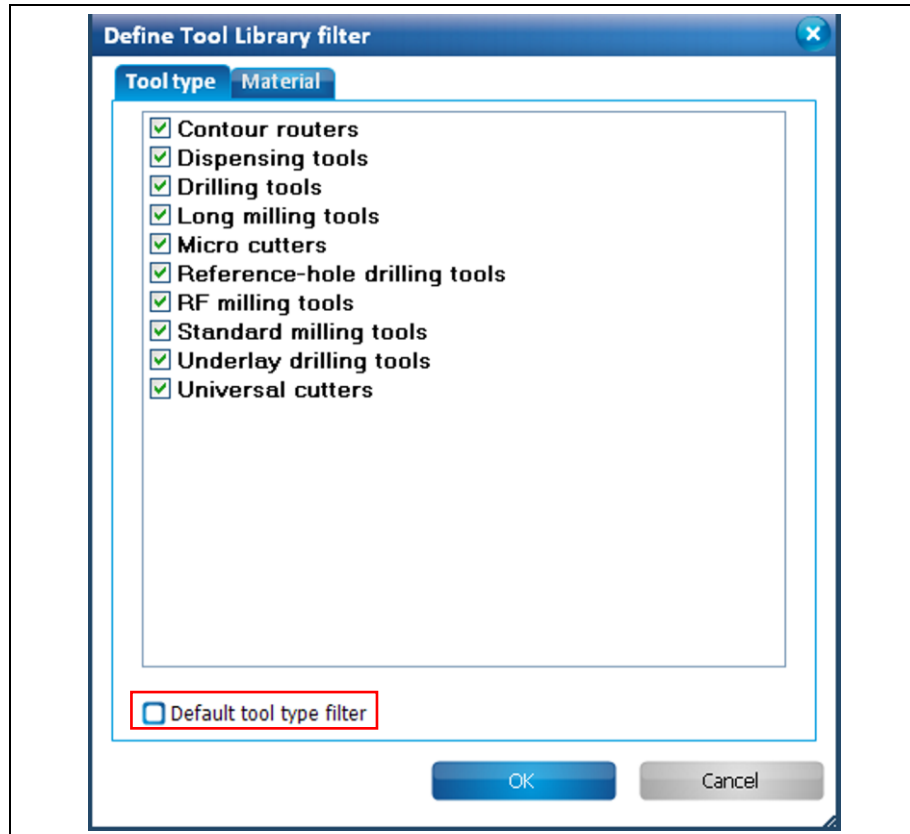 Define Tool Library filter
Tool type Material
Contour routers
Dispensing tools
Drilling tools
Long milling tools
Micro cutters
Reference-hole drilling tools
RF milling tools
Standard milling tools
Underlay drilling tools
Universal cutters
Default tool type filter
OK Cancel